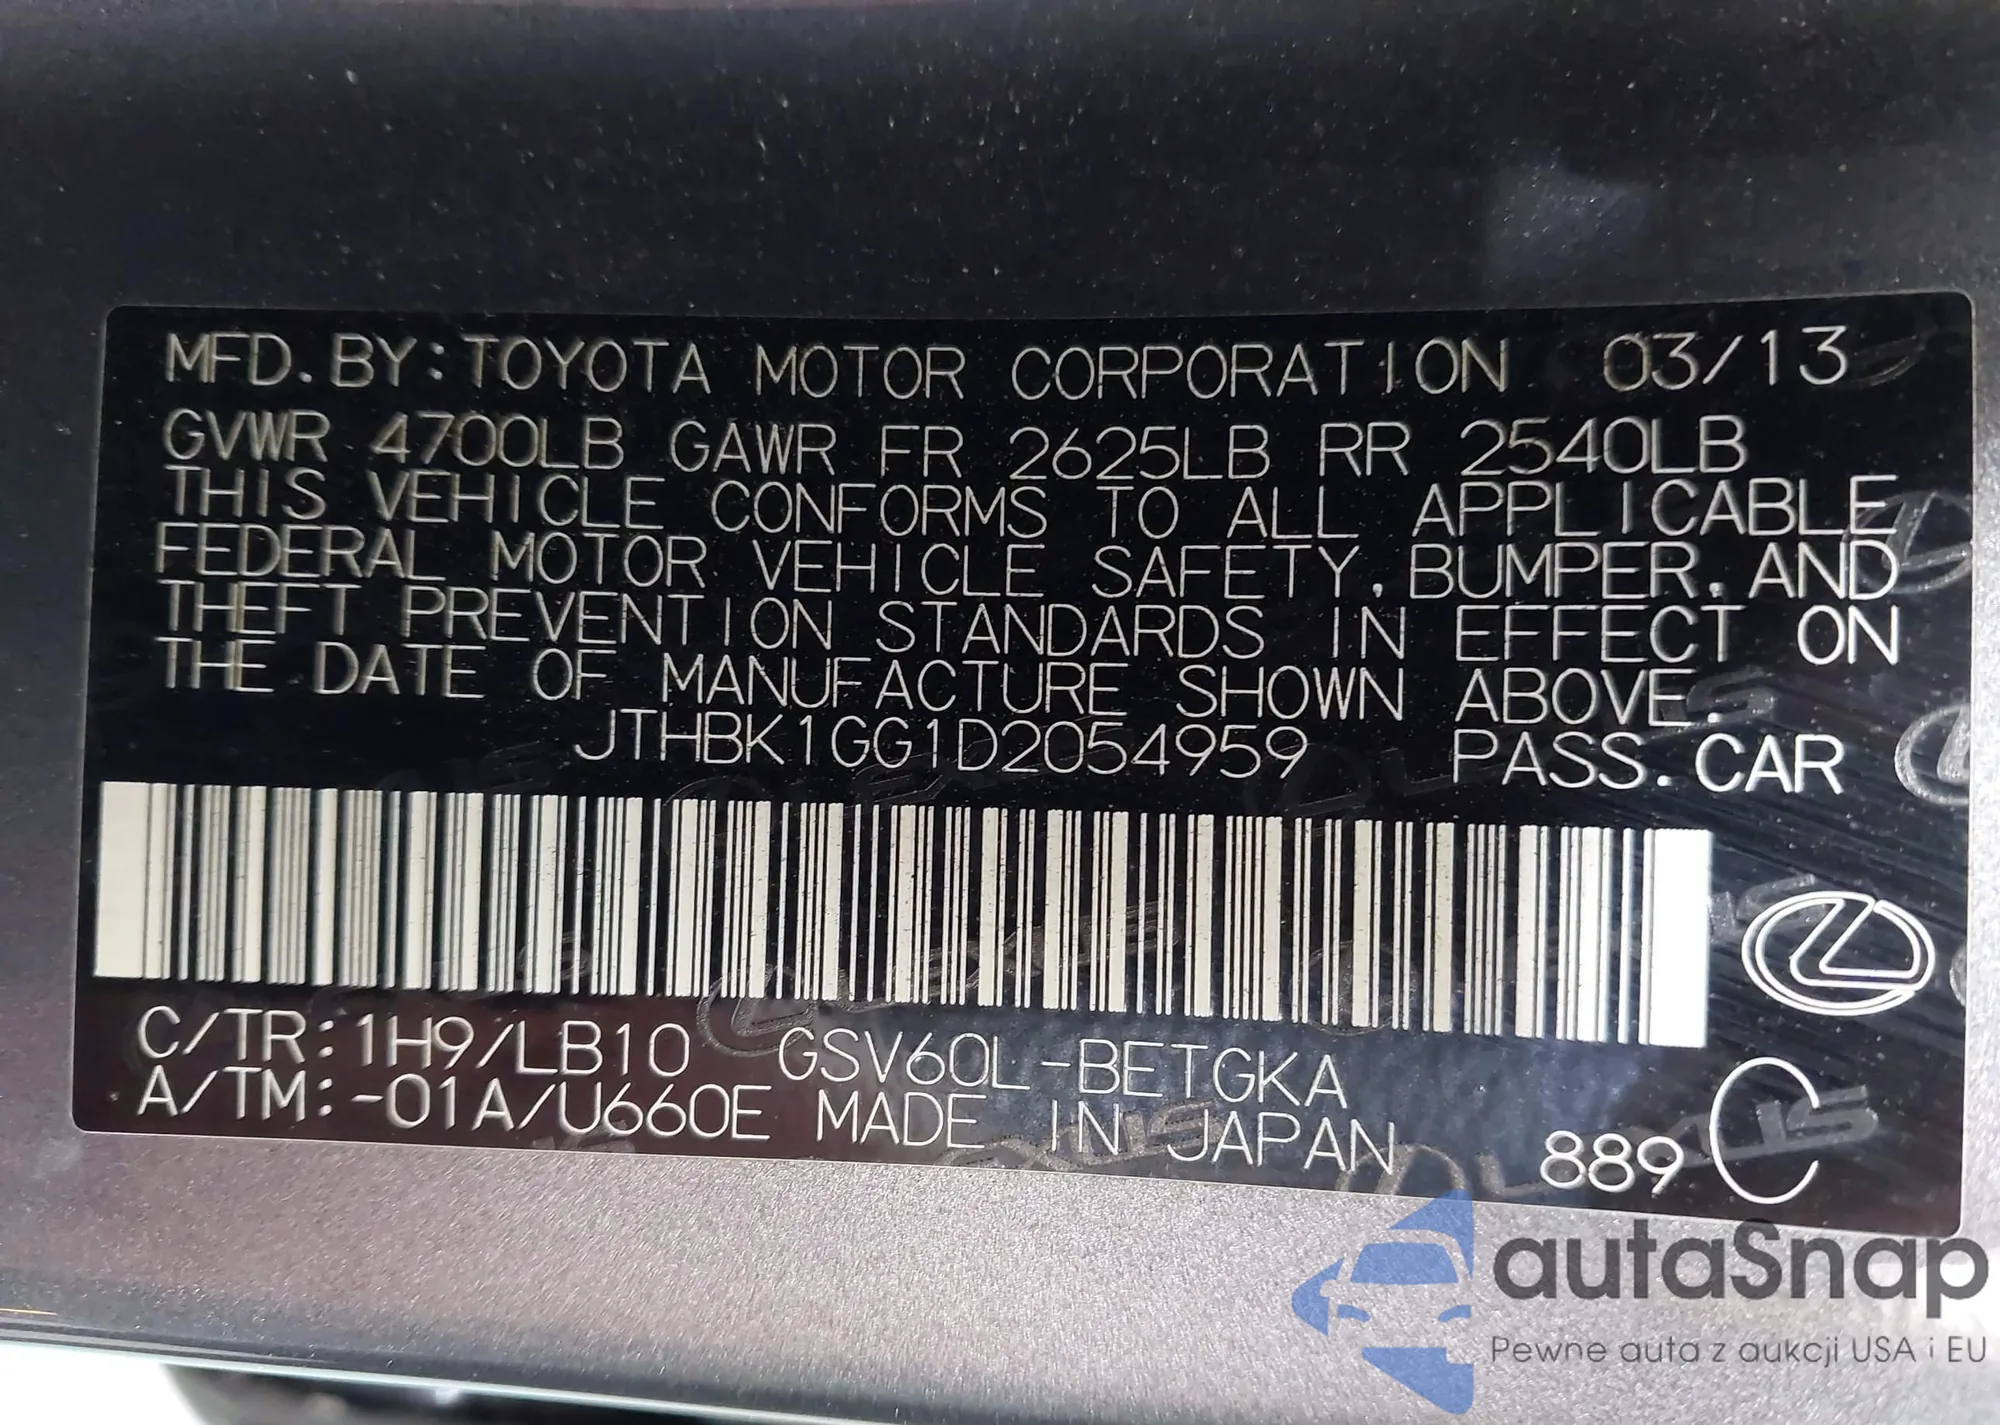 MFD. BY: TOYOTA MOTOR CORPORATION 03/13
GVWR 4700LB GAWR FR 2625LB RR 2540LB
THIS VEHICLE CONFORMS TO ALL APPLICABLE
FEDERAL MOTOR VEHICLE SAFETY, BUMPER, AND
THEFT PREVENTION STANDARDS IN EFFECT ON
THE DATE OF MANUFACTURE SHOWN ABOVE.
JTHBK1GG1D2054959 PASS. CAR
C/TR: 1H9/LB10 GSV60L-BETGKA
A/TM: -01A/U660E MADE IN JAPAN 889 C
autaSnap
Pewne auta z aukcji USA i EU